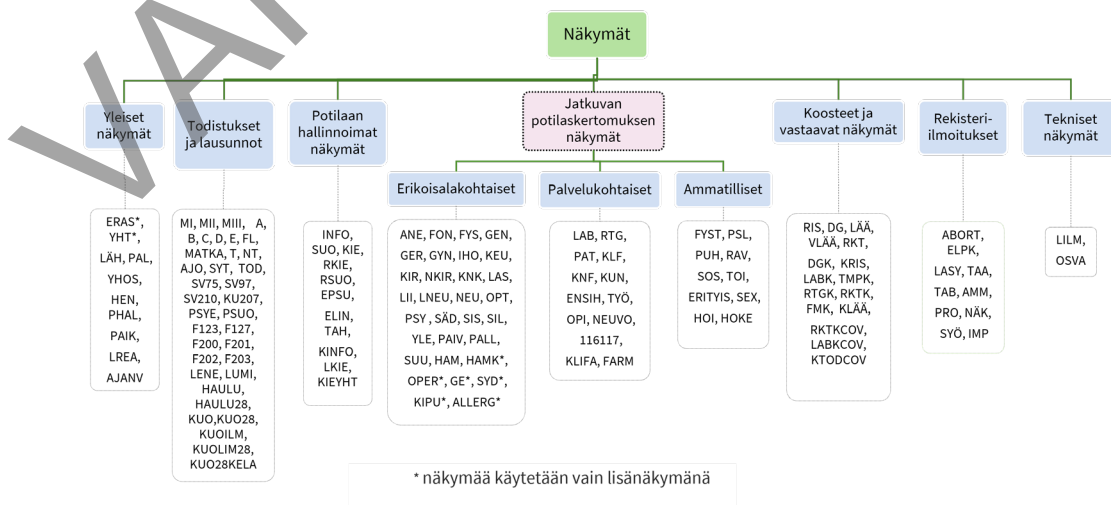 Näkymät
Yleiset
näkymät
Todistukset
ja lausunnot
Potilaan
hallinnoimat
näkymät
Jatkuvan
potilaskertomuksen
näkymät
Koosteet ja
vastaavat näkymät
Rekisteri-
ilmoitukset
Tekniset
näkymät
Erikoisalakohtaiset
Palvelukohtaiset
Ammatilliset
ERAS*,
YHT*,
LÄH, PAL,
YHOS,
HEN,
PHAL,
PAIK,
LREA,
AJANV
MI, MII, MIII, A,
B, C, D, E, FL,
MATKA, T, NT,
AJO, SYT, TOD,
SV75, SV97,
SV210, KU207,
PSYE, PSUO,
F123, F127,
F200, F201,
F202, F203,
LENE, LUMI,
HAULU,
HAULU28,
KUO,KUO28,
KUOILM,
KUOLIM28,
KUO28KELA
INFO,
SUO, KIE,
RKIE,
RSUO,
EPSU,
ELIN,
TAH,
KINFO,
LKIE,
KIEYHT
ANE, FON, FYS, GEN,
GER, GYN, IHO, KEU,
KIR, NKIR, KNK, LAS,
LII, LNEU, NEU, OPT,
PSY , SÄD, SIS, SIL,
YLE, PAIV, PALL,
SUU, HAM, HAMK*,
OPER*, GE*, SYD*,
KIPU*, ALLERG*
LAB, RTG,
PAT, KLF,
KNF, KUN,
ENSIH, TYÖ,
OPI, NEUVO,
116117,
KLIFA, FARM
FYST, PSL,
PUH, RAV,
SOS, TOI,
ERITYIS, SEX,
HOI, HOKE
RIS, DG, LÄÄ,
VLÄÄ, RKT,
DGK, KRIS,
LABK, TMPK,
RTGK, RKTK,
FMK, KLÄÄ,
RKTKCOV,
LABKCOV,
KTODCOV
ABORT,
ELPK,
LASY, TAA,
TAB, AMM,
PRO, NÄK,
SYÖ, IMP
LILM,
OSVA
* näkymää käytetään vain lisänäkymänä